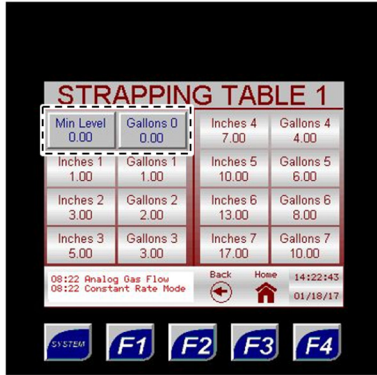 STRAPPING TABLE 1
Min Level Gallons 0 Inches 4 Gallons 4
0.00 0.00 7.00 4.00
Inches 1 Gallons 1 Inches 5 Gallons 5
1.00 1.00 10.00 6.00
Inches 2 Gallons 2 Inches 6 Gallons 6
3.00 2.00 13.00 8.00
Inches 3 Gallons 3 Inches 7 Gallons 7
5.00 3.00 17.00 10.00
08:22 Analog Gas Flow Back Home 14:22:43
08:22 Constant Rate Mode 01/18/17
SYSTEM F1 F2 F3 F4